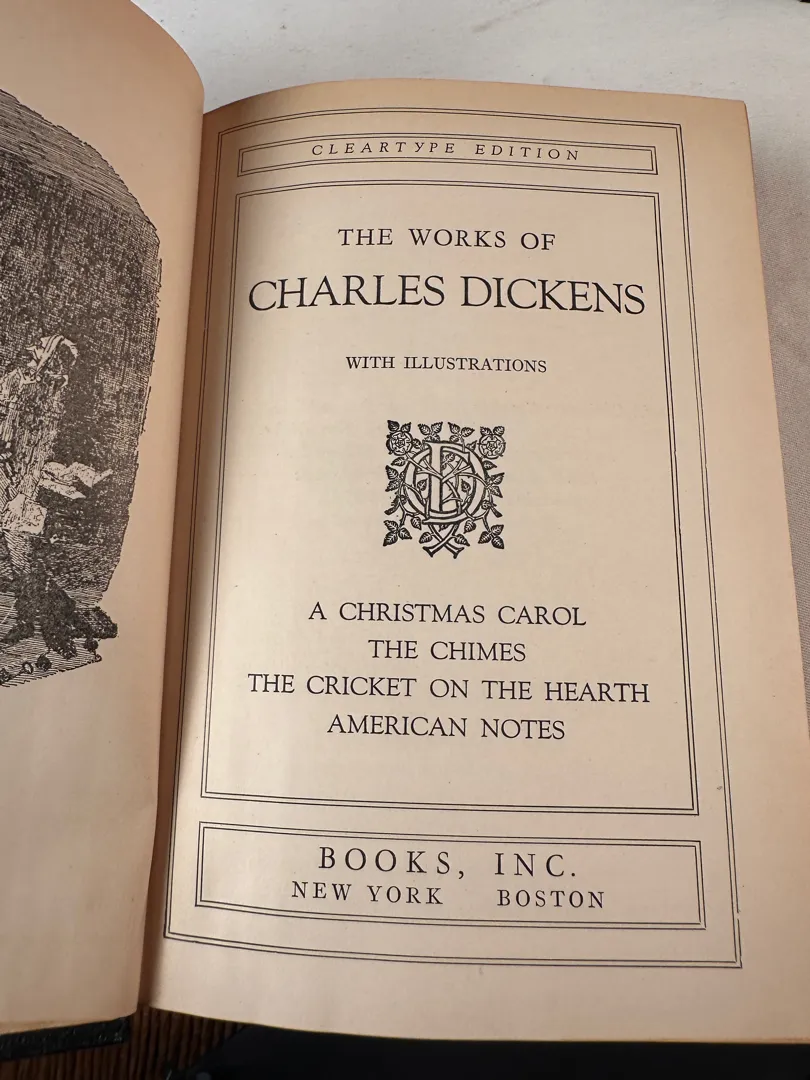 CLEARTYPE EDITION
THE WORKS OF
CHARLES DICKENS
WITH ILLUSTRATIONS
A CHRISTMAS CAROL
THE CHIMES
THE CRICKET ON THE HEARTH
AMERICAN NOTES
BOOKS, INC.
NEW YORK BOSTON